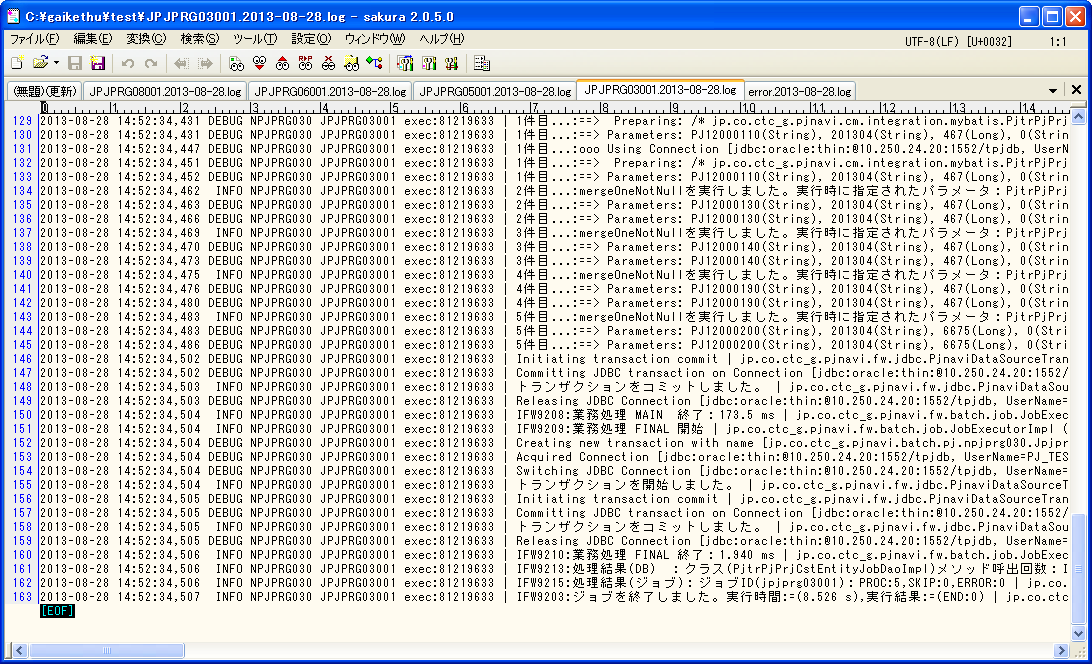 C:¥gaikethu¥test¥JPJPRG03001.2013-08-28.log - sakura 2.0.5.0
ファイル(F) 編集(E) 変換(C) 検索(S) ツール(T) 設定(O) ウィンドウ(W) ヘルプ(H) UTF-8(LF) [U+0032] 1:1
(無題)(更新) JPJPRG08001.2013-08-28.log JPJPRG06001.2013-08-28.log JPJPRG05001.2013-08-28.log JPJPRG03001.2013-08-28.log error.2013-08-28.log
0 1 2 3 4 5 6 7 8 9 10 11 12 13 14
129 2013-08-28 14:52:34,431 DEBUG NPJPRG030 JPJPRG03001 exec:81219633 | 1件目...:==>  Preparing: /* jp.co.ctc_g.pjnavi.cm.integration.mybatis.PjtrPjPrj
130 2013-08-28 14:52:34,431 DEBUG NPJPRG030 JPJPRG03001 exec:81219633 | 1件目...:==> Parameters: PJ12000110(String), 201304(String), 467(Long), 0(Strin
131 2013-08-28 14:52:34,447 DEBUG NPJPRG030 JPJPRG03001 exec:81219633 | 1件目...:ooo Using Connection [jdbc:oracle:thin:@10.250.24.20:1552/tpjdb, UserN
132 2013-08-28 14:52:34,451 DEBUG NPJPRG030 JPJPRG03001 exec:81219633 | 1件目...:==>  Preparing: /* jp.co.ctc_g.pjnavi.cm.integration.mybatis.PjtrPjPrj
133 2013-08-28 14:52:34,452 DEBUG NPJPRG030 JPJPRG03001 exec:81219633 | 1件目...:==> Parameters: PJ12000110(String), 201304(String), 467(Long), 0(Strin
134 2013-08-28 14:52:34,462  INFO NPJPRG030 JPJPRG03001 exec:81219633 | 2件目...:mergeOneNotNullを実行しました。実行時に指定されたパラメータ:PjtrPjPrj
135 2013-08-28 14:52:34,463 DEBUG NPJPRG030 JPJPRG03001 exec:81219633 | 2件目...:==> Parameters: PJ12000130(String), 201304(String), 467(Long), 0(Strin
136 2013-08-28 14:52:34,466 DEBUG NPJPRG030 JPJPRG03001 exec:81219633 | 2件目...:==> Parameters: PJ12000130(String), 201304(String), 467(Long), 0(Strin
137 2013-08-28 14:52:34,469  INFO NPJPRG030 JPJPRG03001 exec:81219633 | 3件目...:mergeOneNotNullを実行しました。実行時に指定されたパラメータ:PjtrPjPrj
138 2013-08-28 14:52:34,470 DEBUG NPJPRG030 JPJPRG03001 exec:81219633 | 3件目...:==> Parameters: PJ12000140(String), 201304(String), 467(Long), 0(Strin
139 2013-08-28 14:52:34,473 DEBUG NPJPRG030 JPJPRG03001 exec:81219633 | 3件目...:==> Parameters: PJ12000140(String), 201304(String), 467(Long), 0(Strin
140 2013-08-28 14:52:34,475  INFO NPJPRG030 JPJPRG03001 exec:81219633 | 4件目...:mergeOneNotNullを実行しました。実行時に指定されたパラメータ:PjtrPjPrj
141 2013-08-28 14:52:34,476 DEBUG NPJPRG030 JPJPRG03001 exec:81219633 | 4件目...:==> Parameters: PJ12000190(String), 201304(String), 467(Long), 0(Strin
142 2013-08-28 14:52:34,480 DEBUG NPJPRG030 JPJPRG03001 exec:81219633 | 4件目...:==> Parameters: PJ12000190(String), 201304(String), 467(Long), 0(Strin
143 2013-08-28 14:52:34,483  INFO NPJPRG030 JPJPRG03001 exec:81219633 | 5件目...:mergeOneNotNullを実行しました。実行時に指定されたパラメータ:PjtrPjPrj
144 2013-08-28 14:52:34,483 DEBUG NPJPRG030 JPJPRG03001 exec:81219633 | 5件目...:==> Parameters: PJ12000200(String), 201304(String), 6675(Long), 0(Stri
145 2013-08-28 14:52:34,486 DEBUG NPJPRG030 JPJPRG03001 exec:81219633 | 5件目...:==> Parameters: PJ12000200(String), 201304(String), 6675(Long), 0(Stri
146 2013-08-28 14:52:34,502 DEBUG NPJPRG030 JPJPRG03001 exec:81219633 | Initiating transaction commit | jp.co.ctc_g.pjnavi.fw.jdbc.PjnaviDataSourceTran
147 2013-08-28 14:52:34,502 DEBUG NPJPRG030 JPJPRG03001 exec:81219633 | Committing JDBC transaction on Connection [jdbc:oracle:thin:@10.250.24.20:1552/
148 2013-08-28 14:52:34,503  INFO NPJPRG030 JPJPRG03001 exec:81219633 | トランザクションをコミットしました。 | jp.co.ctc_g.pjnavi.fw.jdbc.PjnaviDataSou
149 2013-08-28 14:52:34,503 DEBUG NPJPRG030 JPJPRG03001 exec:81219633 | Releasing JDBC Connection [jdbc:oracle:thin:@10.250.24.20:1552/tpjdb, UserName=
150 2013-08-28 14:52:34,504  INFO NPJPRG030 JPJPRG03001 exec:81219633 | IFW9208:業務処理 MAIN  終了:173.5 ms | jp.co.ctc_g.pjnavi.fw.batch.job.JobExec
151 2013-08-28 14:52:34,504  INFO NPJPRG030 JPJPRG03001 exec:81219633 | IFW9209:業務処理 FINAL 開始 | jp.co.ctc_g.pjnavi.fw.batch.job.JobExecutorImpl (
152 2013-08-28 14:52:34,504 DEBUG NPJPRG030 JPJPRG03001 exec:81219633 | Creating new transaction with name [jp.co.ctc_g.pjnavi.batch.pj.npjprg030.Jpjpr
153 2013-08-28 14:52:34,504 DEBUG NPJPRG030 JPJPRG03001 exec:81219633 | Acquired Connection [jdbc:oracle:thin:@10.250.24.20:1552/tpjdb, UserName=PJ_TES
154 2013-08-28 14:52:34,504 DEBUG NPJPRG030 JPJPRG03001 exec:81219633 | Switching JDBC Connection [jdbc:oracle:thin:@10.250.24.20:1552/tpjdb, UserName=
155 2013-08-28 14:52:34,504  INFO NPJPRG030 JPJPRG03001 exec:81219633 | トランザクションを開始しました。 | jp.co.ctc_g.pjnavi.fw.jdbc.PjnaviDataSourceT
156 2013-08-28 14:52:34,505 DEBUG NPJPRG030 JPJPRG03001 exec:81219633 | Initiating transaction commit | jp.co.ctc_g.pjnavi.fw.jdbc.PjnaviDataSourceTran
157 2013-08-28 14:52:34,505 DEBUG NPJPRG030 JPJPRG03001 exec:81219633 | Committing JDBC transaction on Connection [jdbc:oracle:thin:@10.250.24.20:1552/
158 2013-08-28 14:52:34,505  INFO NPJPRG030 JPJPRG03001 exec:81219633 | トランザクションをコミットしました。 | jp.co.ctc_g.pjnavi.fw.jdbc.PjnaviDataSou
159 2013-08-28 14:52:34,505 DEBUG NPJPRG030 JPJPRG03001 exec:81219633 | Releasing JDBC Connection [jdbc:oracle:thin:@10.250.24.20:1552/tpjdb, UserName=
160 2013-08-28 14:52:34,506  INFO NPJPRG030 JPJPRG03001 exec:81219633 | IFW9210:業務処理 FINAL 終了:1.940 ms | jp.co.ctc_g.pjnavi.fw.batch.job.JobExec
161 2013-08-28 14:52:34,506  INFO NPJPRG030 JPJPRG03001 exec:81219633 | IFW9213:処理結果(DB) :クラス(PjtrPjPrjCstEntityJobDaoImpl)メソッド呼出回数:I
162 2013-08-28 14:52:34,506  INFO NPJPRG030 JPJPRG03001 exec:81219633 | IFW9215:処理結果(ジョブ):ジョブID(jpjprg03001):PROC:5,SKIP:0,ERROR:0 | jp.co.
163 2013-08-28 14:52:34,507  INFO NPJPRG030 JPJPRG03001 exec:81219633 | IFW9203:ジョブを終了しました。実行時間:=(8.526 s),実行結果:=(END:0) | jp.co.ctc
[EOF]